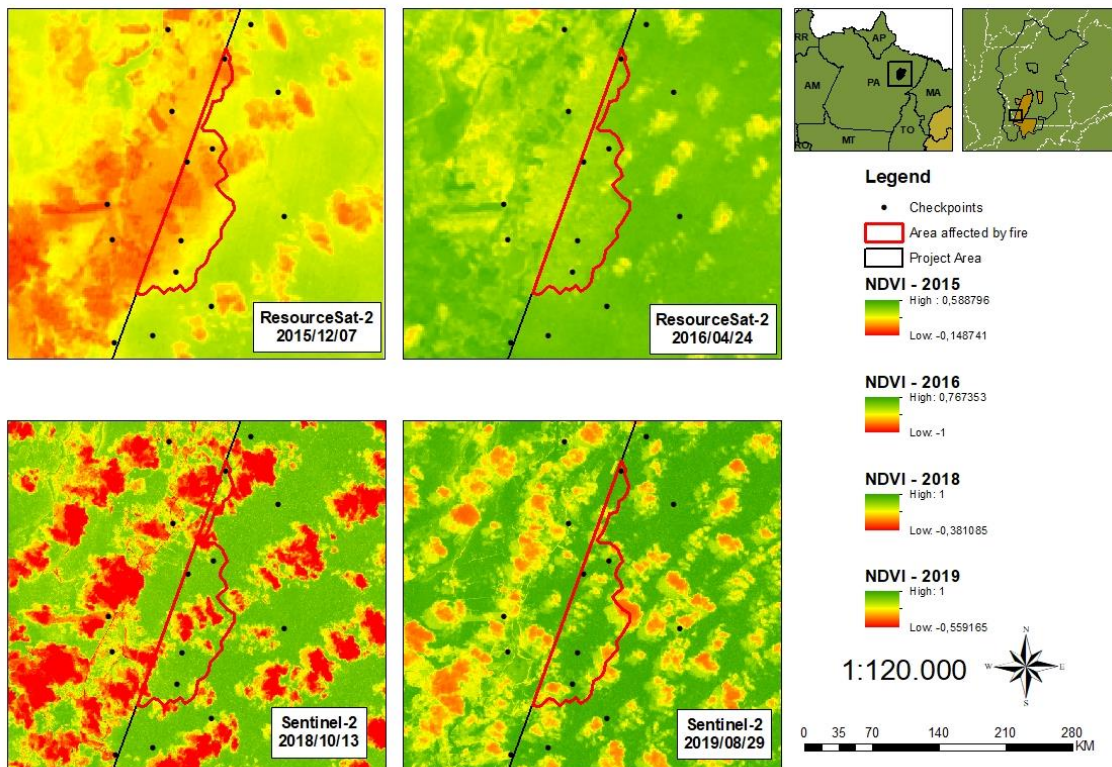 ResourceSat-2
2015/12/07
ResourceSat-2
2016/04/24
Sentinel-2
2018/10/13
Sentinel-2
2019/08/29
RR
AP
AM
PA
MA
TO
MT
RO
Legend
Checkpoints
Area affected by fire
Project Area
NDVI - 2015
High : 0,588796
Low: -0,148741
NDVI - 2016
High: 0,767353
Low: -1
NDVI - 2018
High: 1
Low: -0,381085
NDVI - 2019
High: 1
Low: -0,559165
1:120.000
N
W
E
S
0 35 70 140 210 280
KM